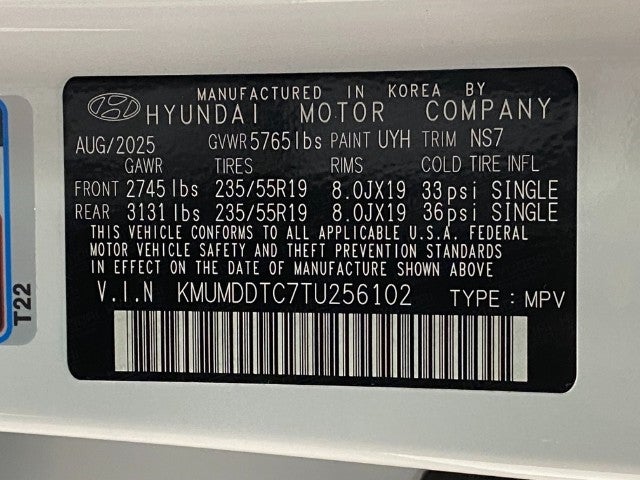 MANUFACTURED IN KOREA BY
HYUNDAI MOTOR COMPANY
AUG/2025 GVWR 5765lbs PAINT UYH TRIM NS7
GAWR TIRES RIMS COLD TIRE INFL
FRONT 2745lbs 235/55R19 8.0JX19 33psi SINGLE
REAR 3131lbs 235/55R19 8.0JX19 36psi SINGLE
THIS VEHICLE CONFORMS TO ALL APPLICABLE U.S.A. FEDERAL
MOTOR VEHICLE SAFETY AND THEFT PREVENTION STANDARDS
IN EFFECT ON THE DATE OF MANUFACTURE SHOWN ABOVE.
V.I.N KMUMDDTC7TU256102 TYPE : MPV
T22